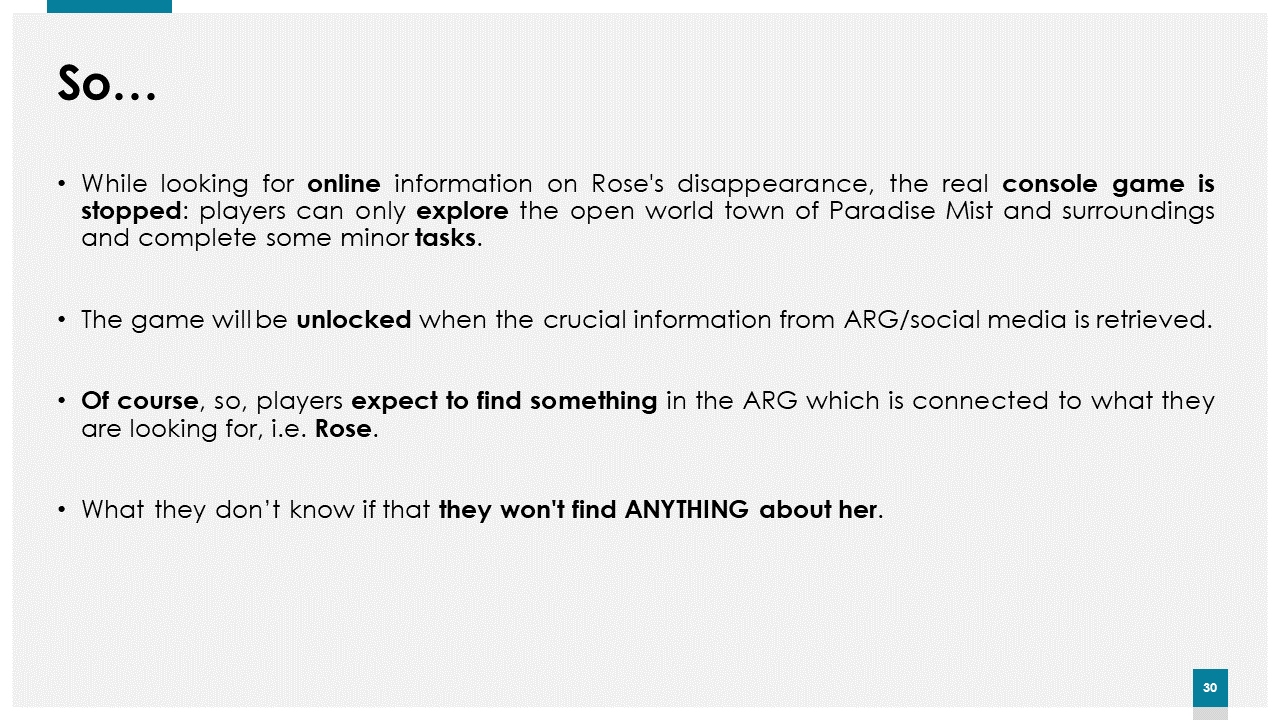 So…
• While looking for online information on Rose's disappearance, the real console game is
stopped: players can only explore the open world town of Paradise Mist and surroundings
and complete some minor tasks.
• The game will be unlocked when the crucial information from ARG/social media is retrieved.
• Of course, so, players expect to find something in the ARG which is connected to what they
are looking for, i.e. Rose.
• What they don’t know if that they won't find ANYTHING about her.
30